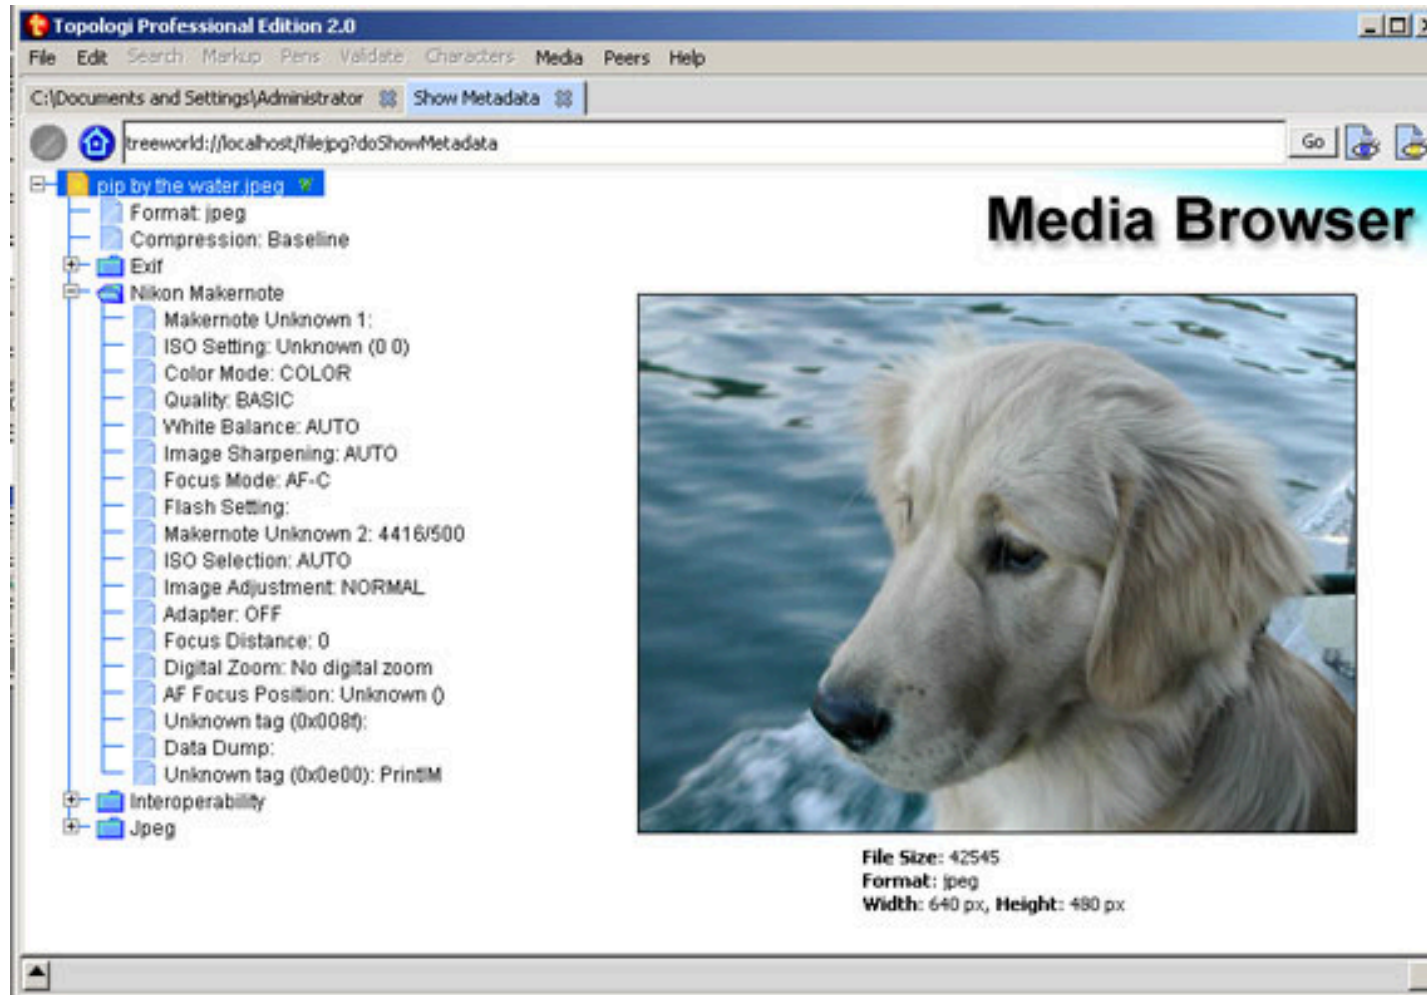 Topologi Professional Edition 2.0
File Edit Search Markup Pens Validate Characters Media Peers Help
C:\Documents and Settings\Administrator Show Metadata
treeworld://localhost/filejpg?doShowMetadata Go
pip by the water.jpeg
Media Browser
Format: jpeg
Compression: Baseline
Exif
Nikon Makernote
Makernote Unknown 1:
ISO Setting: Unknown (0 0)
Color Mode: COLOR
Quality: BASIC
White Balance: AUTO
Image Sharpening: AUTO
Focus Mode: AF-C
Flash Setting:
Makernote Unknown 2: 4416/500
ISO Selection: AUTO
Image Adjustment: NORMAL
Adapter: OFF
Focus Distance: 0
Digital Zoom: No digital zoom
AF Focus Position: Unknown ()
Unknown tag (0x008f):
Data Dump:
Unknown tag (0x0e00): PrintIM
Interoperability
Jpeg
File Size: 42545
Format: jpeg
Width: 640 px, Height: 480 px